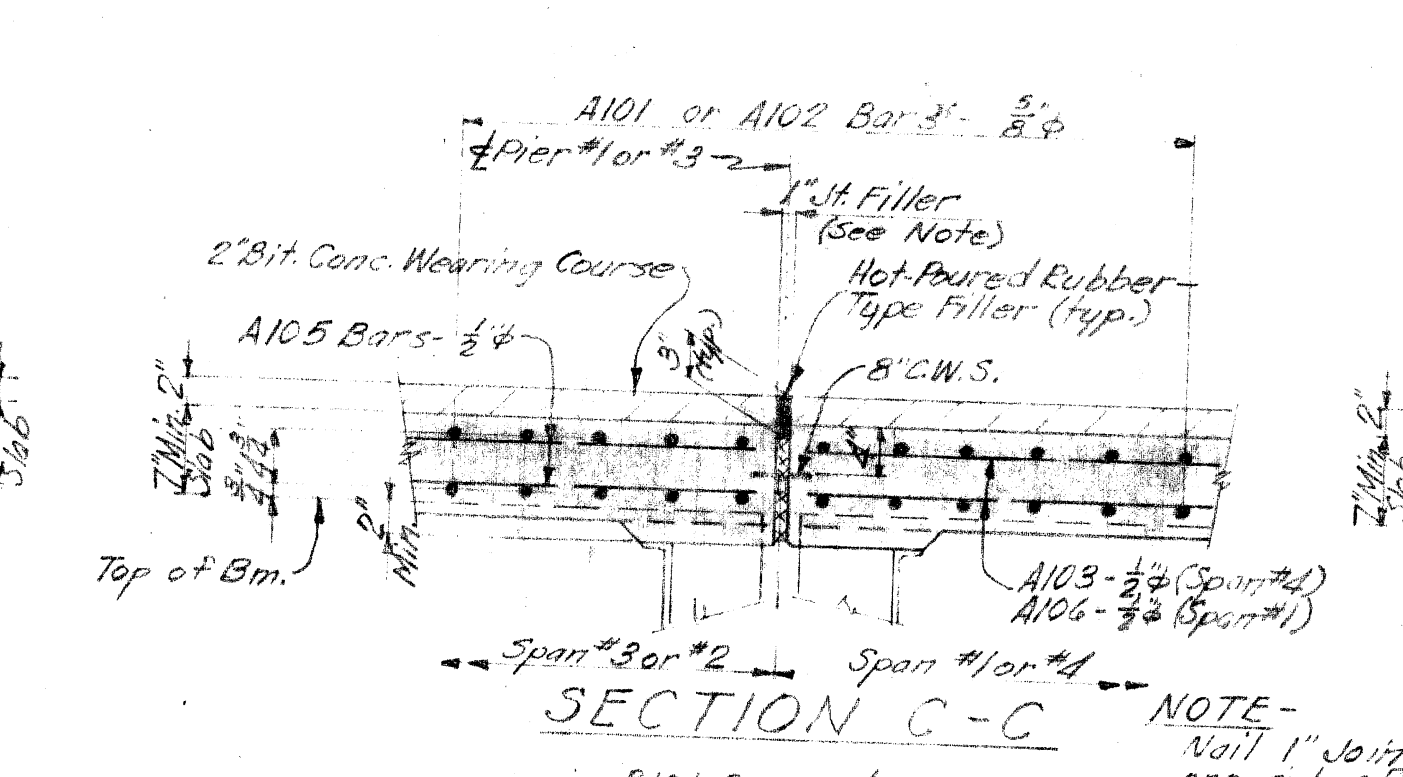 A101 or A102 Bars - 5/8"ϕ
℄ Pier #1 or #3
1" Jt. Filler
(See Note)
2" Bit. Conc. Wearing Course
Hot-Poured Rubber-
Type Filler (typ.)
A105 Bars- 1/2"ϕ
3"
(typ.)
8" C.W.S.
2"
7" Min.
Slab
Slab
4"
2"
Min.
Top of Bm.
2"
7" Min.
A103 - 1/2"ϕ (Span #4)
A106 - 1/2"ϕ (Span #1)
Span #3 or #2
Span #1 or #4
SECTION C-C
NOTE -
Nail 1"